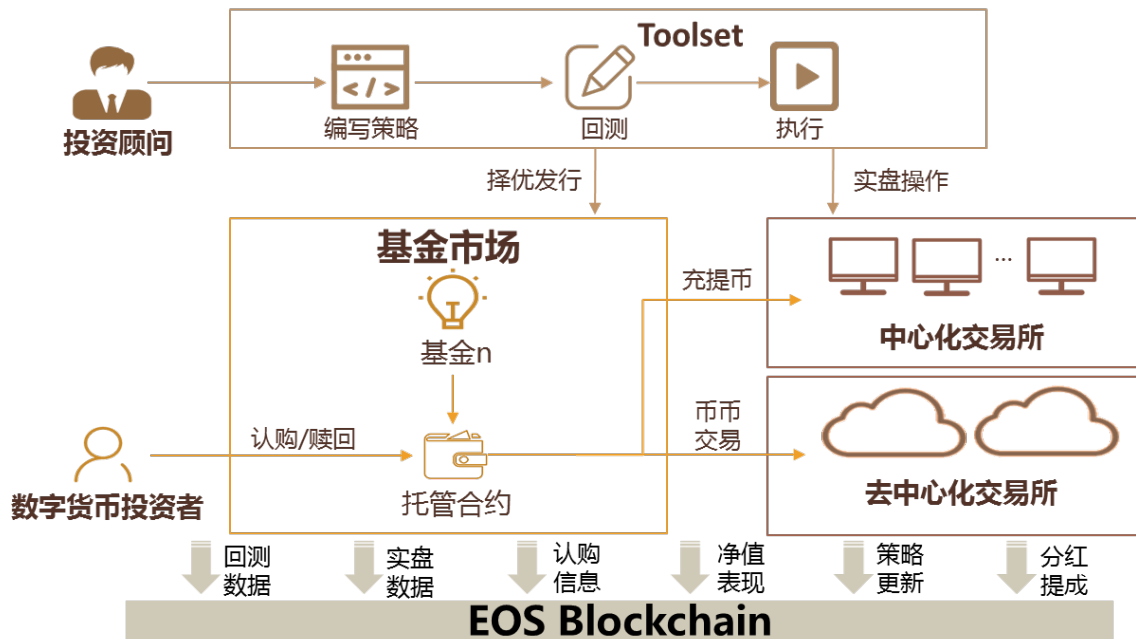 Toolset
</>
编写策略
回测
执行
投资顾问
择优发行
实盘操作
基金市场
基金n
充提币
...
中心化交易所
币币
交易
认购/赎回
托管合约
数字货币投资者
去中心化交易所
回测
数据
实盘
数据
认购
信息
净值
表现
策略
更新
分红
提成
EOS Blockchain